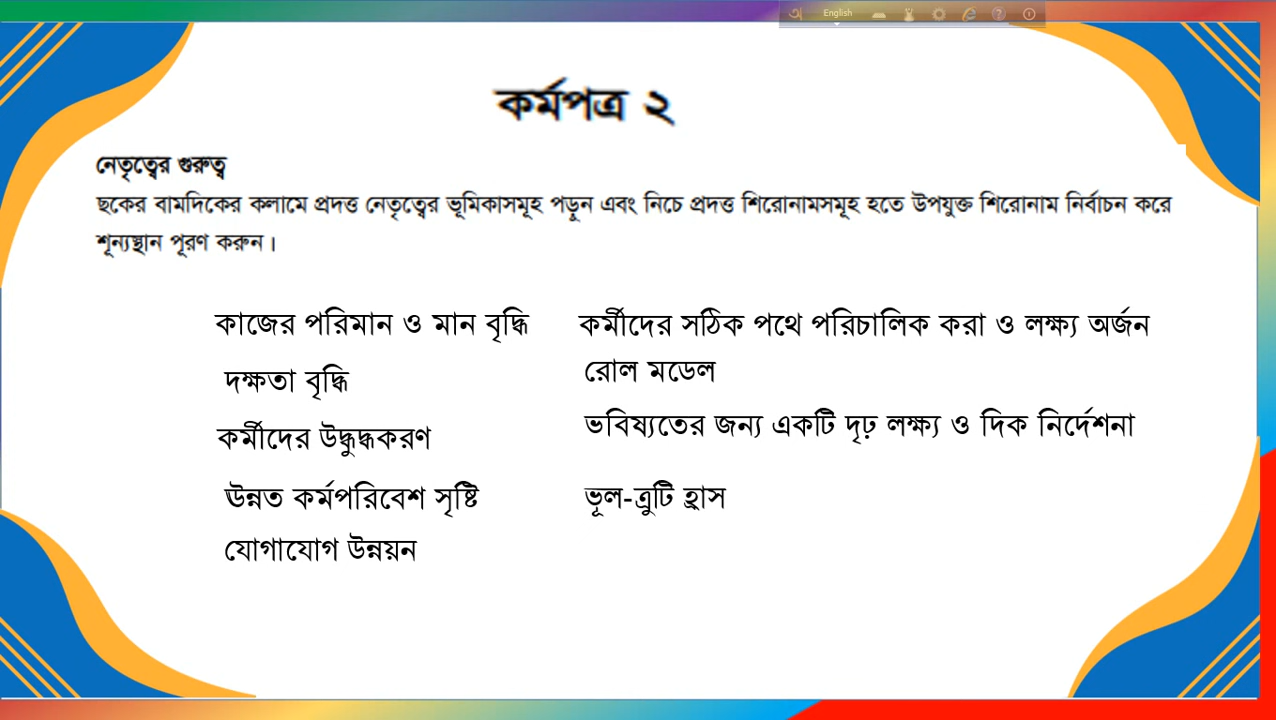 English
কর্মপত্র ২
নেতৃত্বের গুরুত্ব
ছকের বামদিকের কলামে প্রদত্ত নেতৃত্বের ভূমিকাসমূহ পড়ুন এবং নিচে প্রদত্ত শিরোনামসমূহ হতে উপযুক্ত শিরোনাম নির্বাচন করে
শূন্যস্থান পূরণ করুন।
কাজের পরিমান ও মান বৃদ্ধি
দক্ষতা বৃদ্ধি
কর্মীদের উদ্ধুদ্ধকরণ
ঊন্নত কর্মপরিবেশ সৃষ্টি
যোগাযোগ উন্নয়ন
কর্মীদের সঠিক পথে পরিচালিক করা ও লক্ষ্য অর্জন
রোল মডেল
ভবিষ্যতের জন্য একটি দৃঢ় লক্ষ্য ও দিক নির্দেশনা
ভূল-ত্রুটি হ্রাস